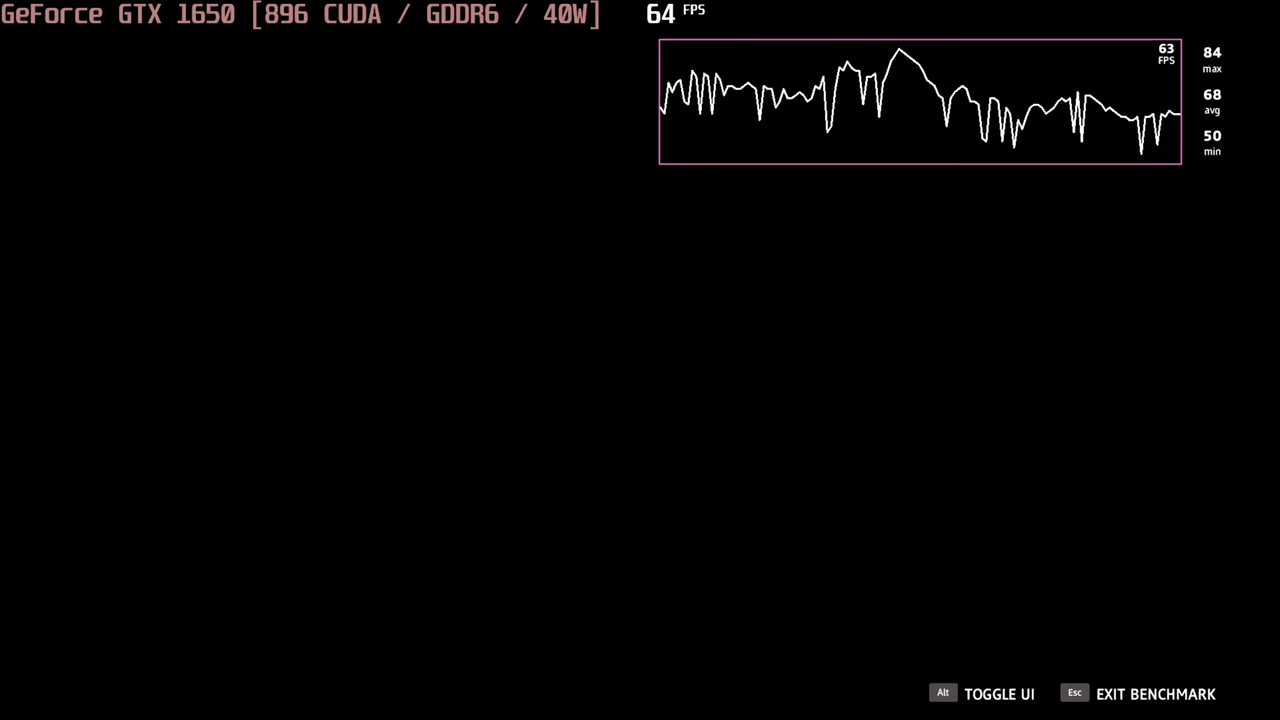 GeForce GTX 1650 [896 CUDA / GDDR6 / 40W]
64 FPS
63
FPS
84
max
68
avg
50
min
Alt TOGGLE UI Esc EXIT BENCHMARK